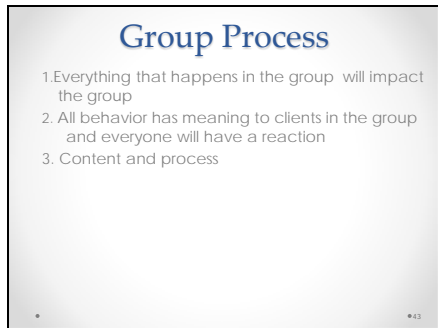 Group Process
1.Everything that happens in the group will impact
the group
2. All behavior has meaning to clients in the group
and everyone will have a reaction
3. Content and process
43